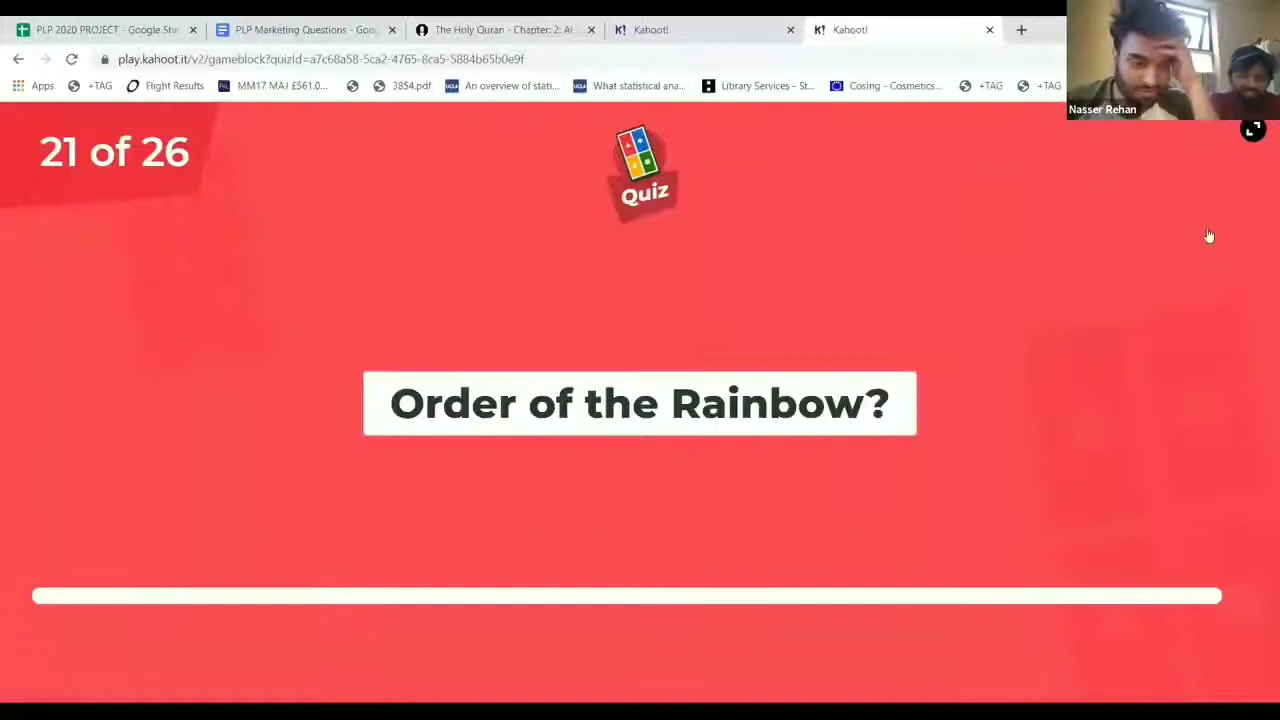 PLP 2020 PROJECT - Google She
PLP Marketing Questions - Goog
The Holy Quran - Chapter: 2: Al-
Kahoot!
Kahoot!
play.kahoot.it/v2/gameblock?quizId=a7c68a58-5ca2-4765-8ca5-5884b65b0e9f
Apps
+TAG
Flight Results
MM17 MAJ £561.0...
3854.pdf
UCLA
An overview of stati...
UCLA
What statistical ana...
Library Services - St...
Cosing - Cosmetics...
+TAG
+TAG
Nasser Rehan
21 of 26
Quiz
Order of the Rainbow?